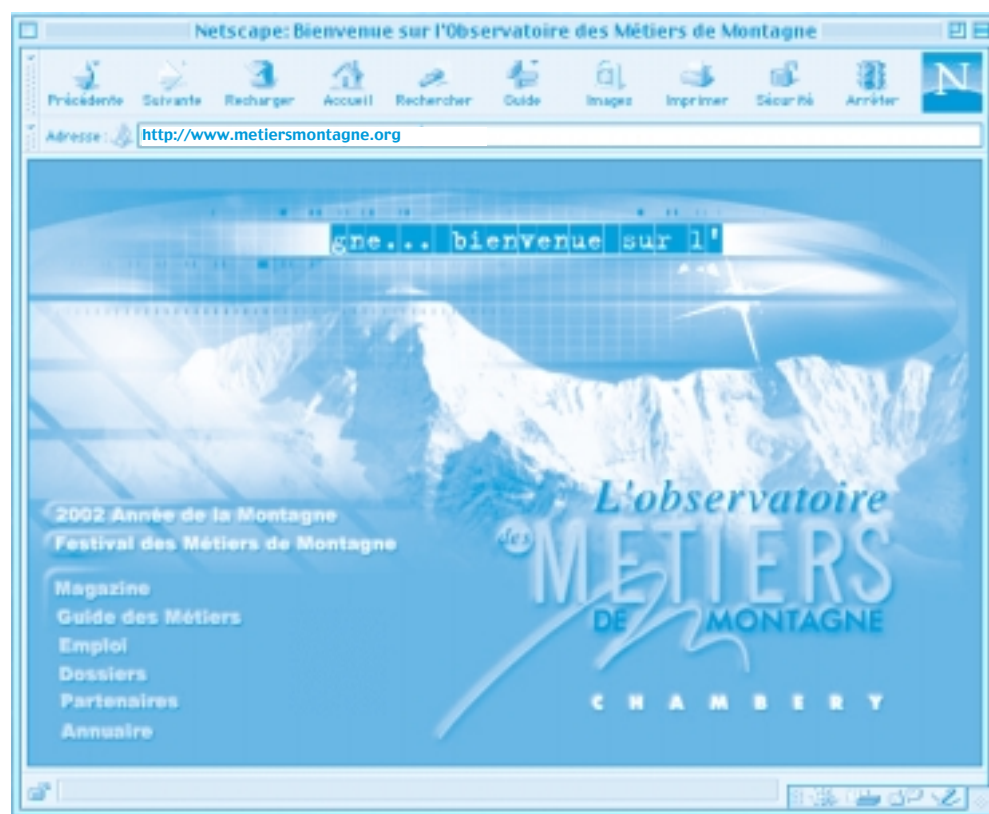 Netscape: Bienvenue sur l'Observatoire des Métiers de Montagne
Précédente Suivante Recharger Accueil Rechercher Guide Images Imprimer Sécurité Arrêter
N
Adresse : http://www.metiersmontagne.org
gne... bienvenue sur l'
2002 Année de la Montagne
Festival des Métiers de Montagne
Magazine
Guide des Métiers
Emploi
Dossiers
Partenaires
Annuaire
L'observatoire
des METIERS
DE MONTAGNE
CHAMBERY